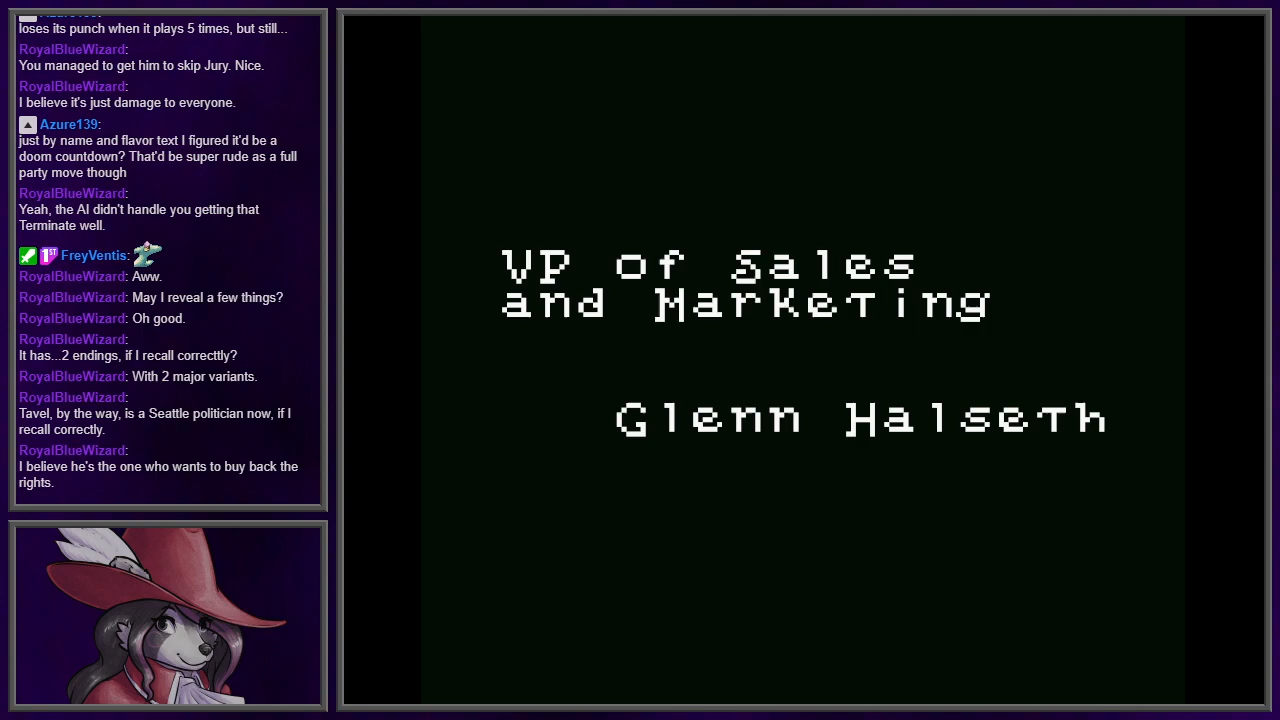 Azure139:
loses its punch when it plays 5 times, but still...
RoyalBlueWizard:
You managed to get him to skip Jury. Nice.
RoyalBlueWizard:
I believe it's just damage to everyone.
Azure139:
just by name and flavor text I figured it'd be a
doom countdown? That'd be super rude as a full
party move though
RoyalBlueWizard:
Yeah, the AI didn't handle you getting that
Terminate well.
1ST FreyVentis:
RoyalBlueWizard: Aww.
RoyalBlueWizard: May I reveal a few things?
RoyalBlueWizard: Oh good.
RoyalBlueWizard:
It has...2 endings, if I recall correcttly?
RoyalBlueWizard: With 2 major variants.
RoyalBlueWizard:
Tavel, by the way, is a Seattle politician now, if I
recall correctly.
RoyalBlueWizard:
I believe he's the one who wants to buy back the
rights.
VP of Sales
and Marketing
Glenn Halseth